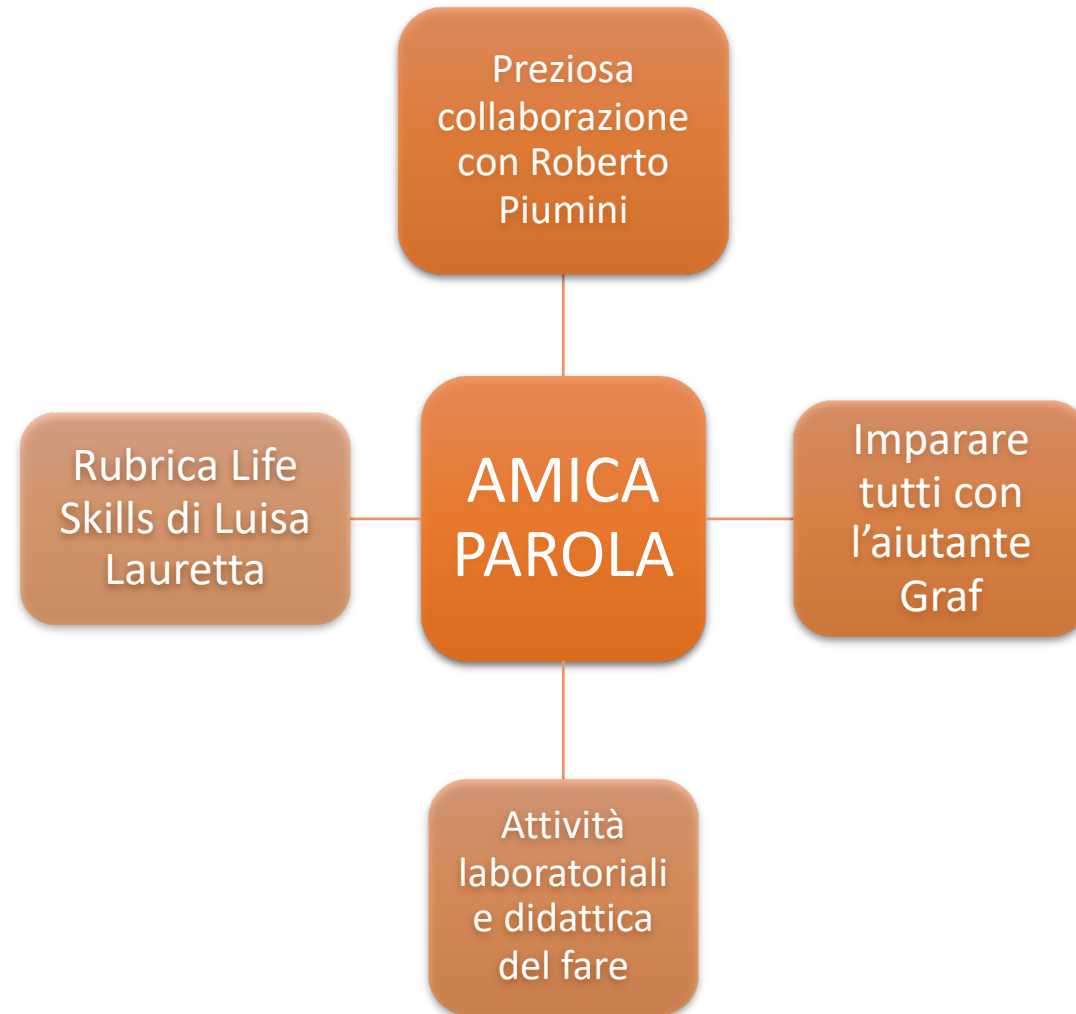 Preziosa
collaborazione
con Roberto
Piumini
Rubrica Life
Skills di Luisa
Lauretta
AMICA
PAROLA
Imparare
tutti con
l’aiutante
Graf
Attività
laboratoriali
e didattica
del fare